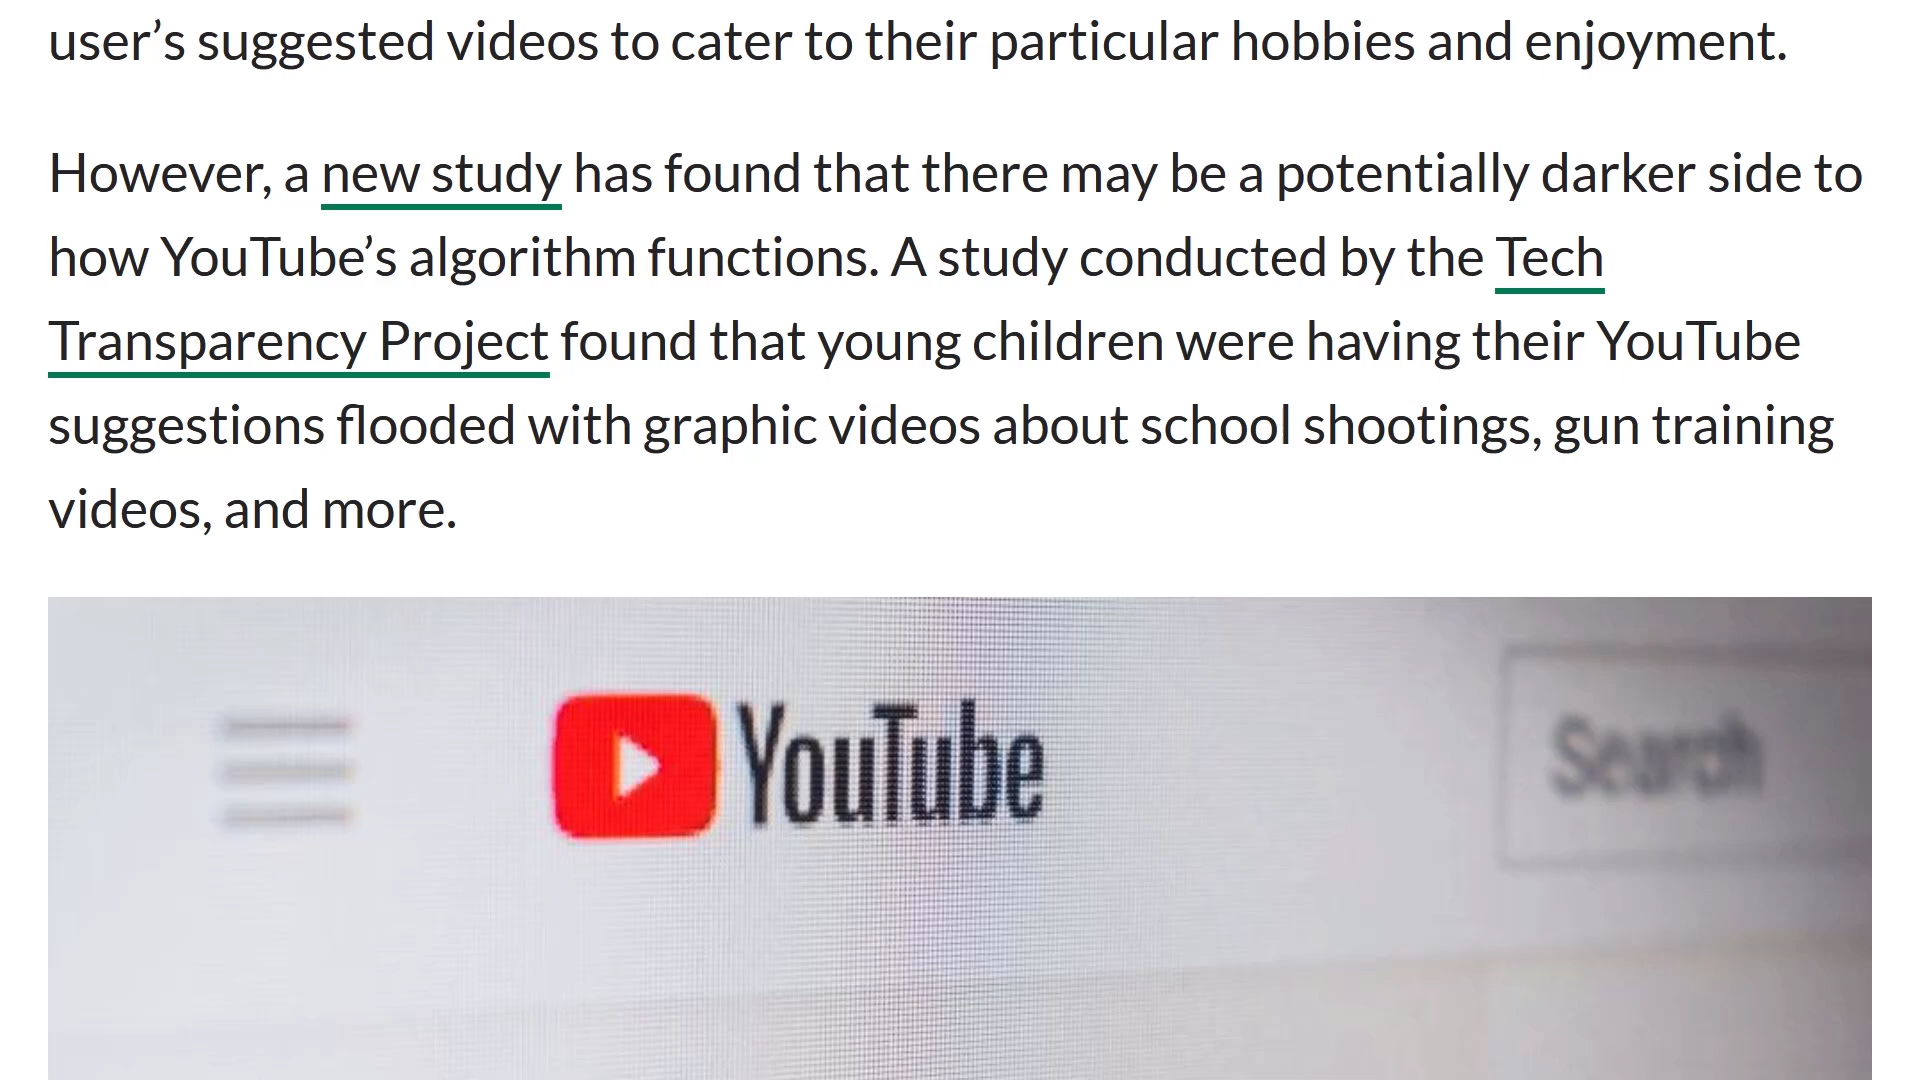 user’s suggested videos to cater to their particular hobbies and enjoyment.
However, a new study has found that there may be a potentially darker side to
how YouTube’s algorithm functions. A study conducted by the Tech
Transparency Project found that young children were having their YouTube
suggestions flooded with graphic videos about school shootings, gun training
videos, and more.
YouTube
Search